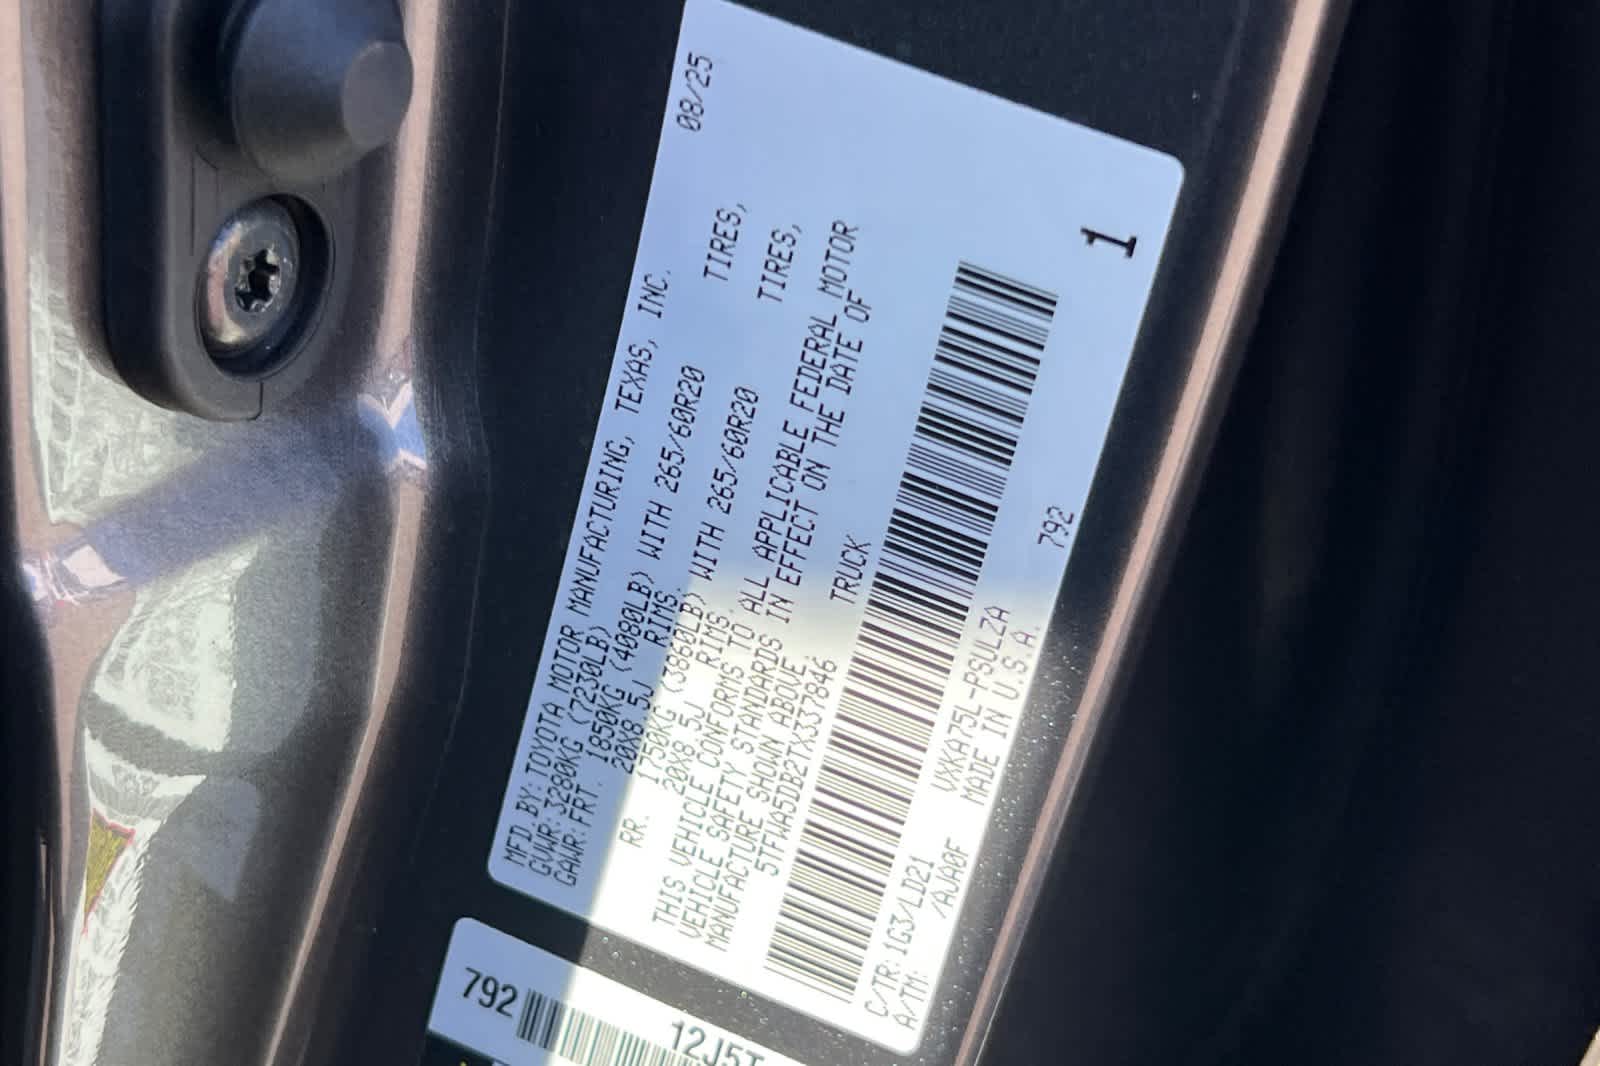 08/25
MFD.BY:TOYOTA MOTOR MANUFACTURING, TEXAS, INC.
GVWR:3280KG (7230LB)
GAWR:FRT. 1850KG (4080LB) WITH 265/60R20 TIRES,
20X8.5J RIMS.
RR. 1750KG (3860LB) WITH 265/60R20 TIRES,
20X8.5J RIMS.
THIS VEHICLE CONFORMS TO ALL APPLICABLE FEDERAL MOTOR
VEHICLE SAFETY STANDARDS IN EFFECT ON THE DATE OF
MANUFACTURE SHOWN ABOVE.
5TFWA5DB2TX337846 TRUCK
1
C/TR:1G3/LD21 VXKA75L-PSULZA 792
A/TM: /AJA0F MADE IN U.S.A.
792
12J5T